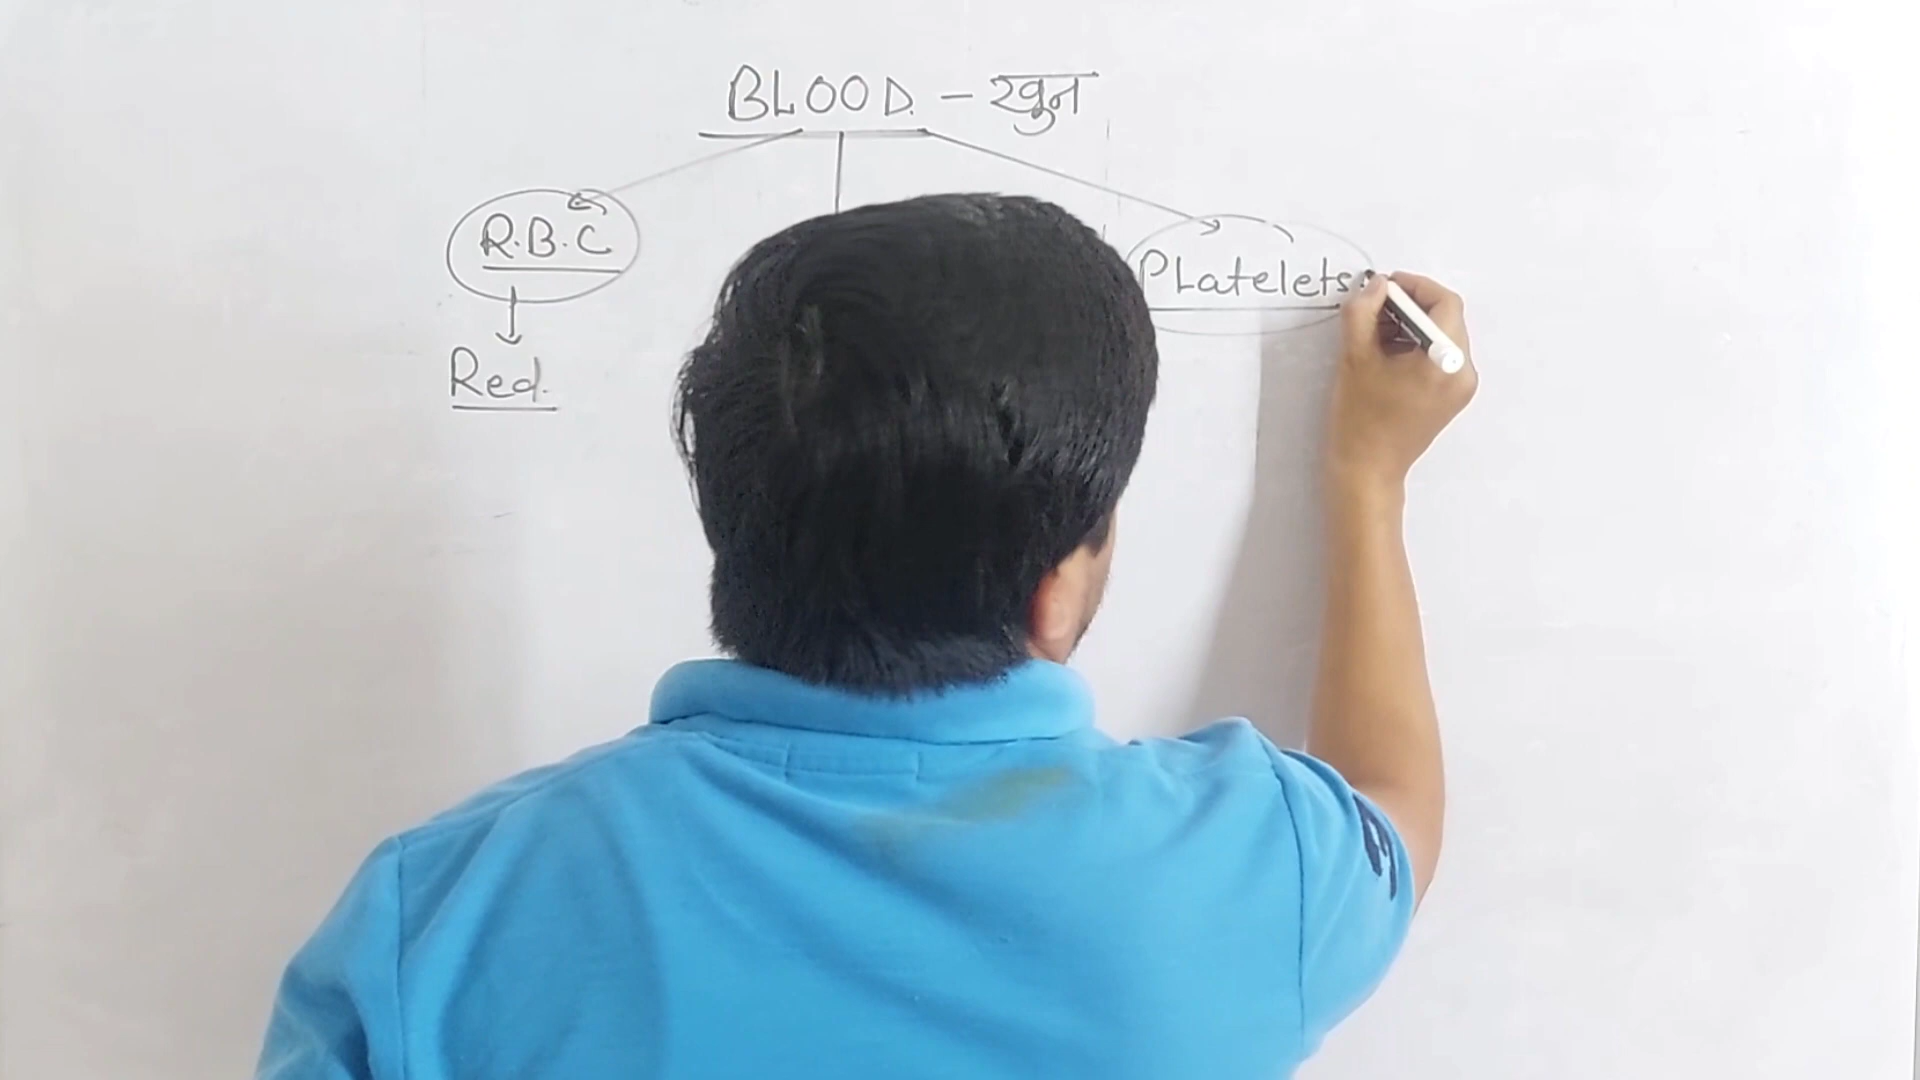 BLOOD - खुन
R.B.C
Platelets
Red.